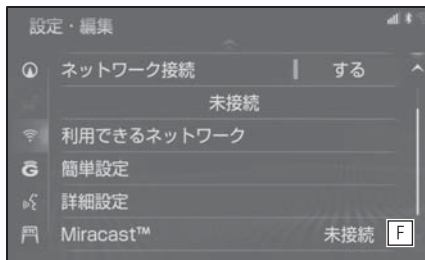 設定・編集
ネットワーク接続 する
未接続
利用できるネットワーク
簡単設定
詳細設定
Miracast™ 未接続 F